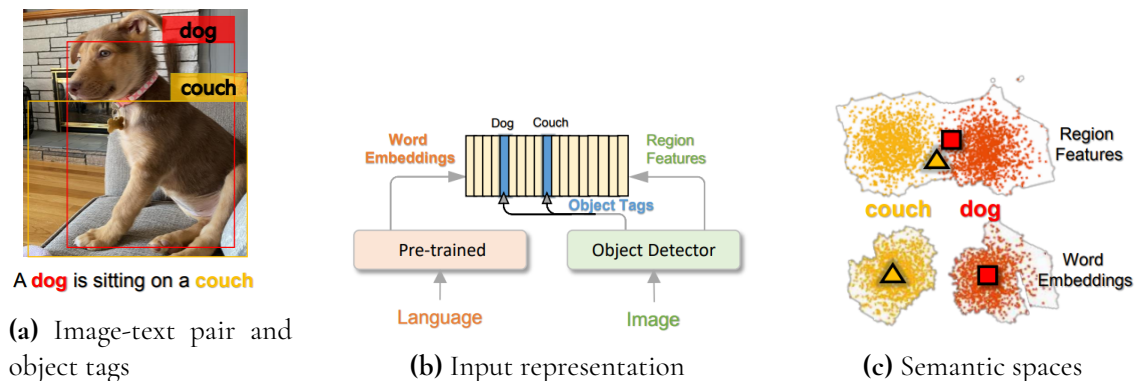 dog
couch
A dog is sitting on a couch
(a) Image-text pair and
object tags
Dog Couch
Word
Embeddings
Region
Features
Object Tags
Pre-trained
Object Detector
Language
Image
(b) Input representation
Region
Features
couch dog
Word
Embeddings
(c) Semantic spaces